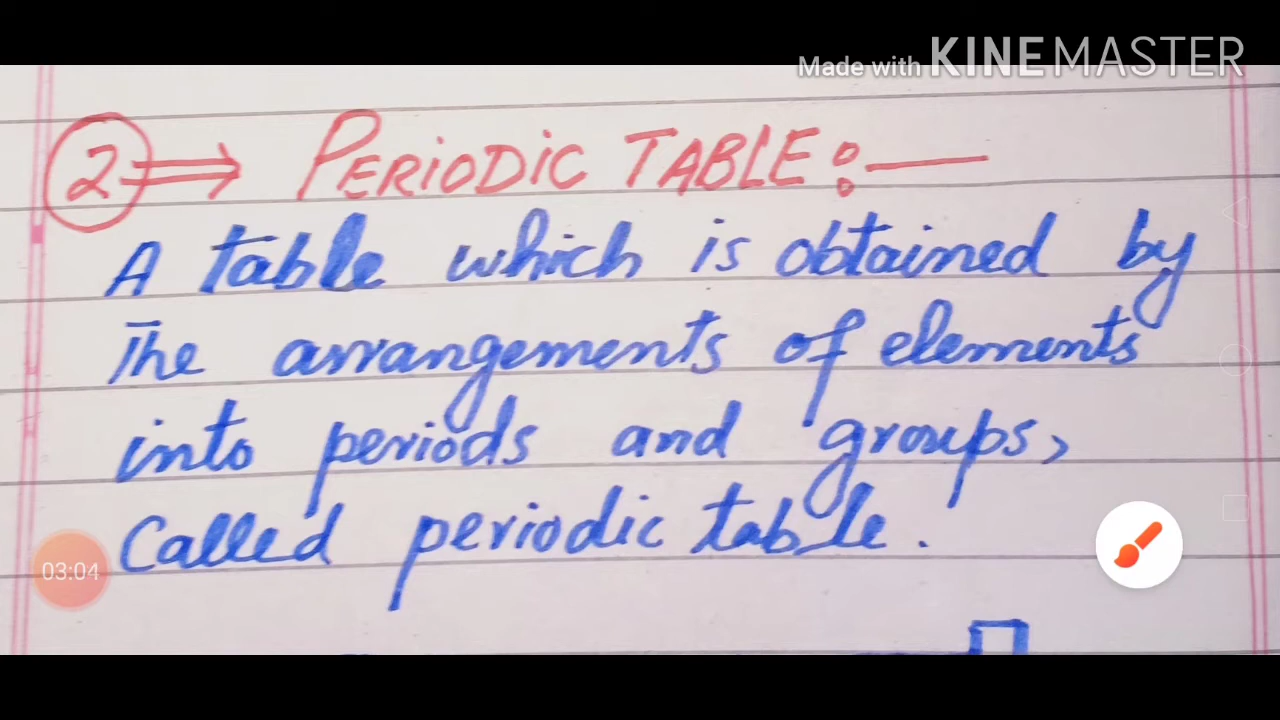 Made with KINEMASTER
2 ⇒ PERIODIC TABLE:—
A table which is obtained by
The arrangements of elements
into periods and groups,
Called periodic table.
03:04